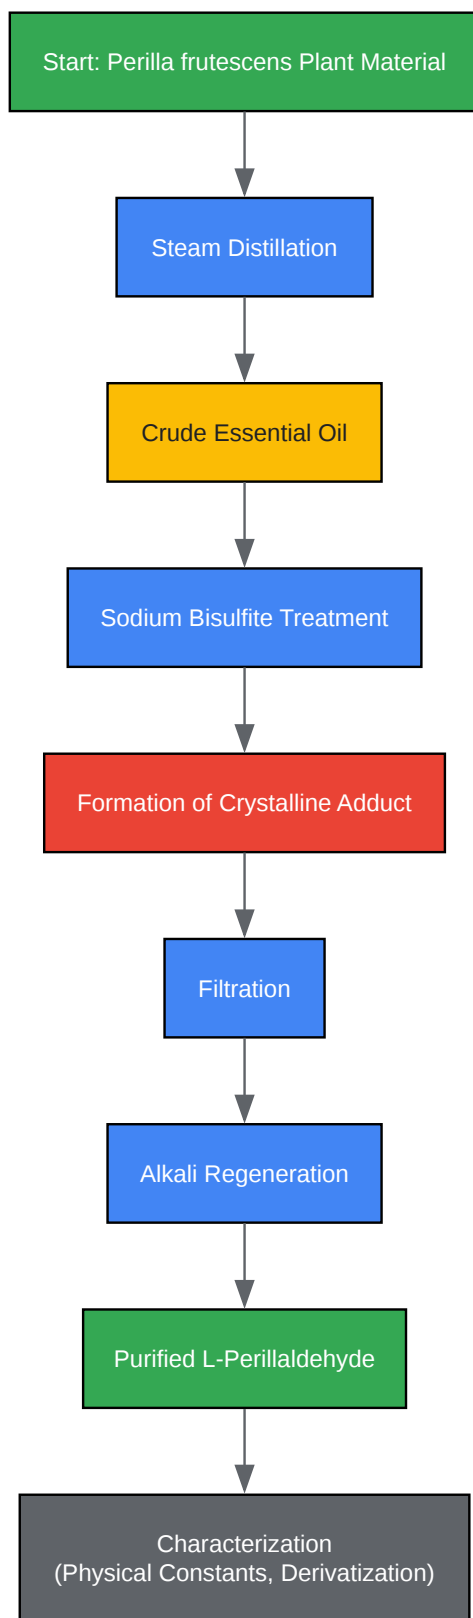 Start: Perilla frutescens Plant Material
Steam Distillation
Crude Essential Oil
Sodium Bisulfite Treatment
Formation of Crystalline Adduct
Filtration
Alkali Regeneration
Purified L-Perillaldehyde
Characterization
(Physical Constants, Derivatization)